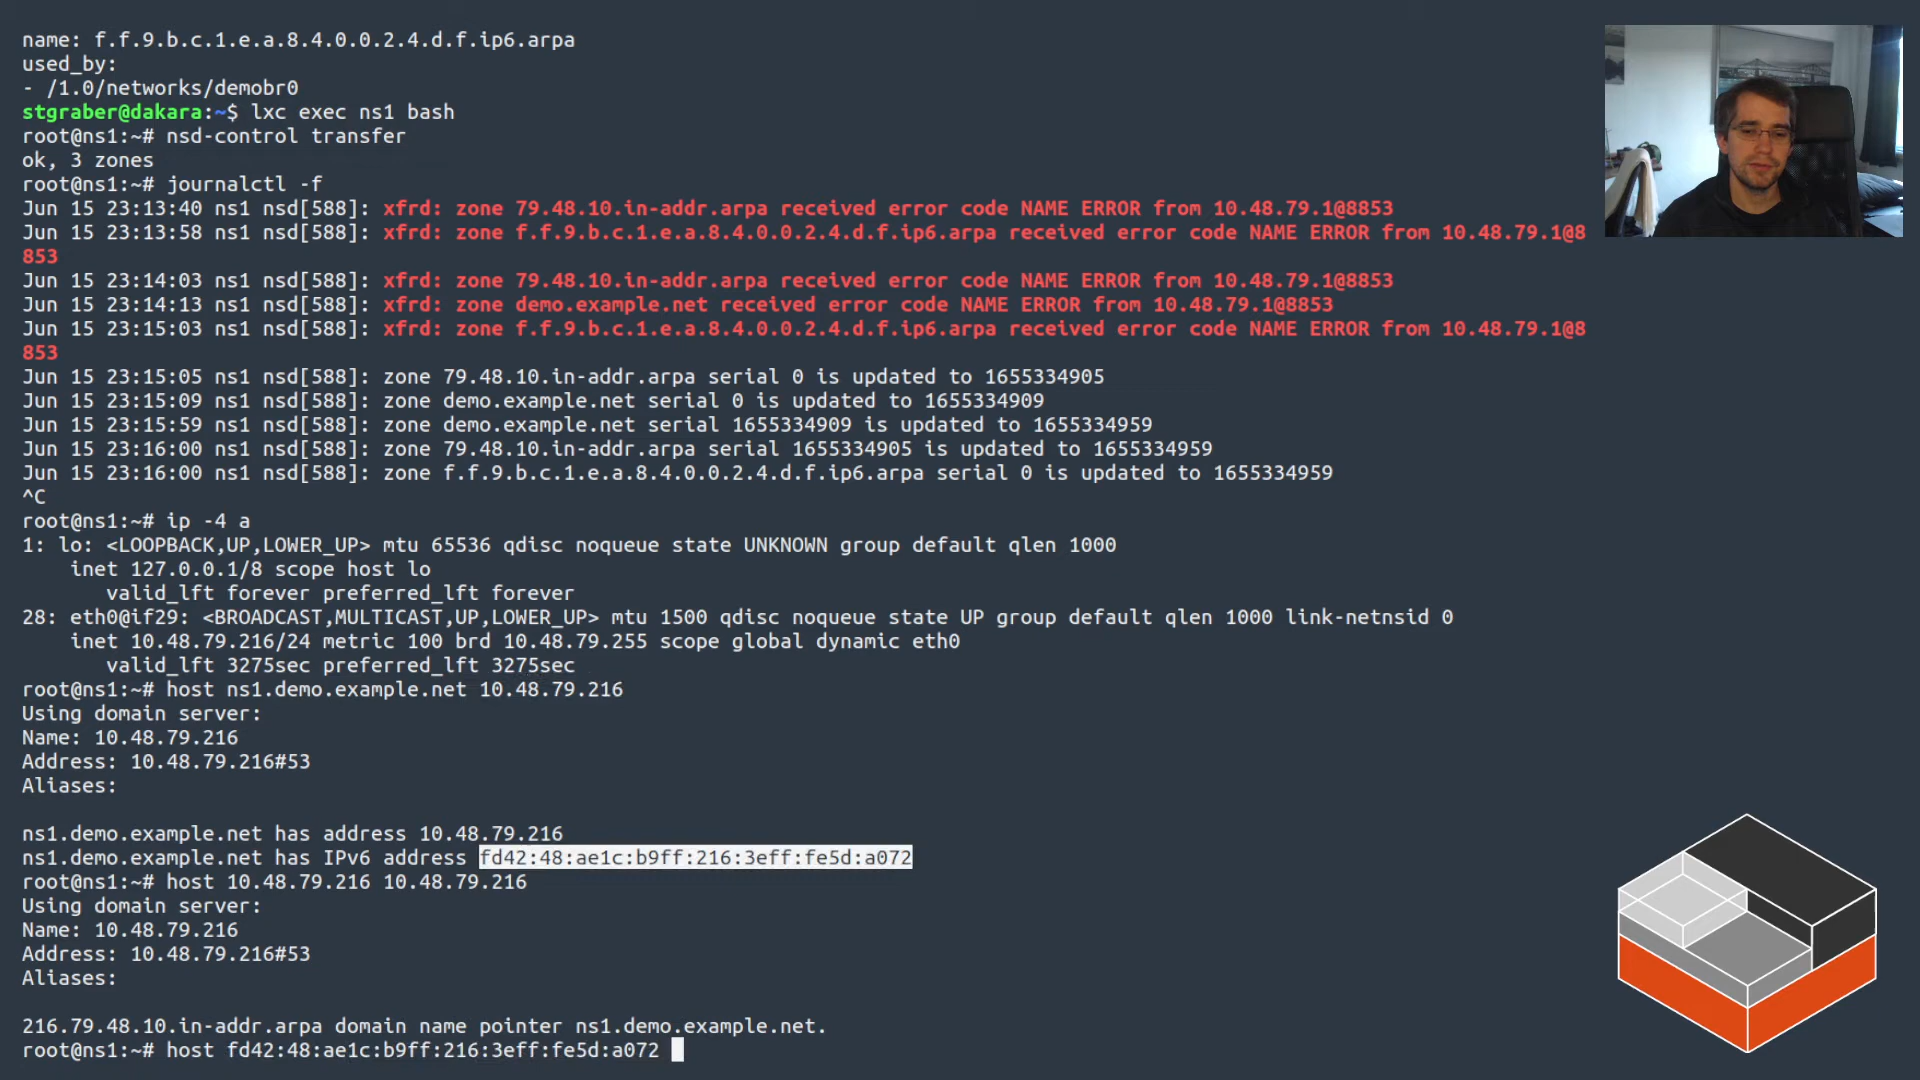 name: f.f.9.b.c.1.e.a.8.4.0.0.2.4.d.f.ip6.arpa
used_by:
- /1.0/networks/demobr0
stgraber@dakara:~$ lxc exec ns1 bash
root@ns1:~# nsd-control transfer
ok, 3 zones
root@ns1:~# journalctl -f
Jun 15 23:13:40 ns1 nsd[588]: xfrd: zone 79.48.10.in-addr.arpa received error code NAME ERROR from 10.48.79.1@8853
Jun 15 23:13:58 ns1 nsd[588]: xfrd: zone f.f.9.b.c.1.e.a.8.4.0.0.2.4.d.f.ip6.arpa received error code NAME ERROR from 10.48.79.1@8
853
Jun 15 23:14:03 ns1 nsd[588]: xfrd: zone 79.48.10.in-addr.arpa received error code NAME ERROR from 10.48.79.1@8853
Jun 15 23:14:13 ns1 nsd[588]: xfrd: zone demo.example.net received error code NAME ERROR from 10.48.79.1@8853
Jun 15 23:15:03 ns1 nsd[588]: xfrd: zone f.f.9.b.c.1.e.a.8.4.0.0.2.4.d.f.ip6.arpa received error code NAME ERROR from 10.48.79.1@8
853
Jun 15 23:15:05 ns1 nsd[588]: zone 79.48.10.in-addr.arpa serial 0 is updated to 1655334905
Jun 15 23:15:09 ns1 nsd[588]: zone demo.example.net serial 0 is updated to 1655334909
Jun 15 23:15:59 ns1 nsd[588]: zone demo.example.net serial 1655334909 is updated to 1655334959
Jun 15 23:16:00 ns1 nsd[588]: zone 79.48.10.in-addr.arpa serial 1655334905 is updated to 1655334959
Jun 15 23:16:00 ns1 nsd[588]: zone f.f.9.b.c.1.e.a.8.4.0.0.2.4.d.f.ip6.arpa serial 0 is updated to 1655334959
^C
root@ns1:~# ip -4 a
1: lo: <LOOPBACK,UP,LOWER_UP> mtu 65536 qdisc noqueue state UNKNOWN group default qlen 1000
    inet 127.0.0.1/8 scope host lo
       valid_lft forever preferred_lft forever
28: eth0@if29: <BROADCAST,MULTICAST,UP,LOWER_UP> mtu 1500 qdisc noqueue state UP group default qlen 1000 link-netnsid 0
    inet 10.48.79.216/24 metric 100 brd 10.48.79.255 scope global dynamic eth0
       valid_lft 3275sec preferred_lft 3275sec
root@ns1:~# host ns1.demo.example.net 10.48.79.216
Using domain server:
Name: 10.48.79.216
Address: 10.48.79.216#53
Aliases:

ns1.demo.example.net has address 10.48.79.216
ns1.demo.example.net has IPv6 address fd42:48:ae1c:b9ff:216:3eff:fe5d:a072
root@ns1:~# host 10.48.79.216 10.48.79.216
Using domain server:
Name: 10.48.79.216
Address: 10.48.79.216#53
Aliases:

216.79.48.10.in-addr.arpa domain name pointer ns1.demo.example.net.
root@ns1:~# host fd42:48:ae1c:b9ff:216:3eff:fe5d:a072